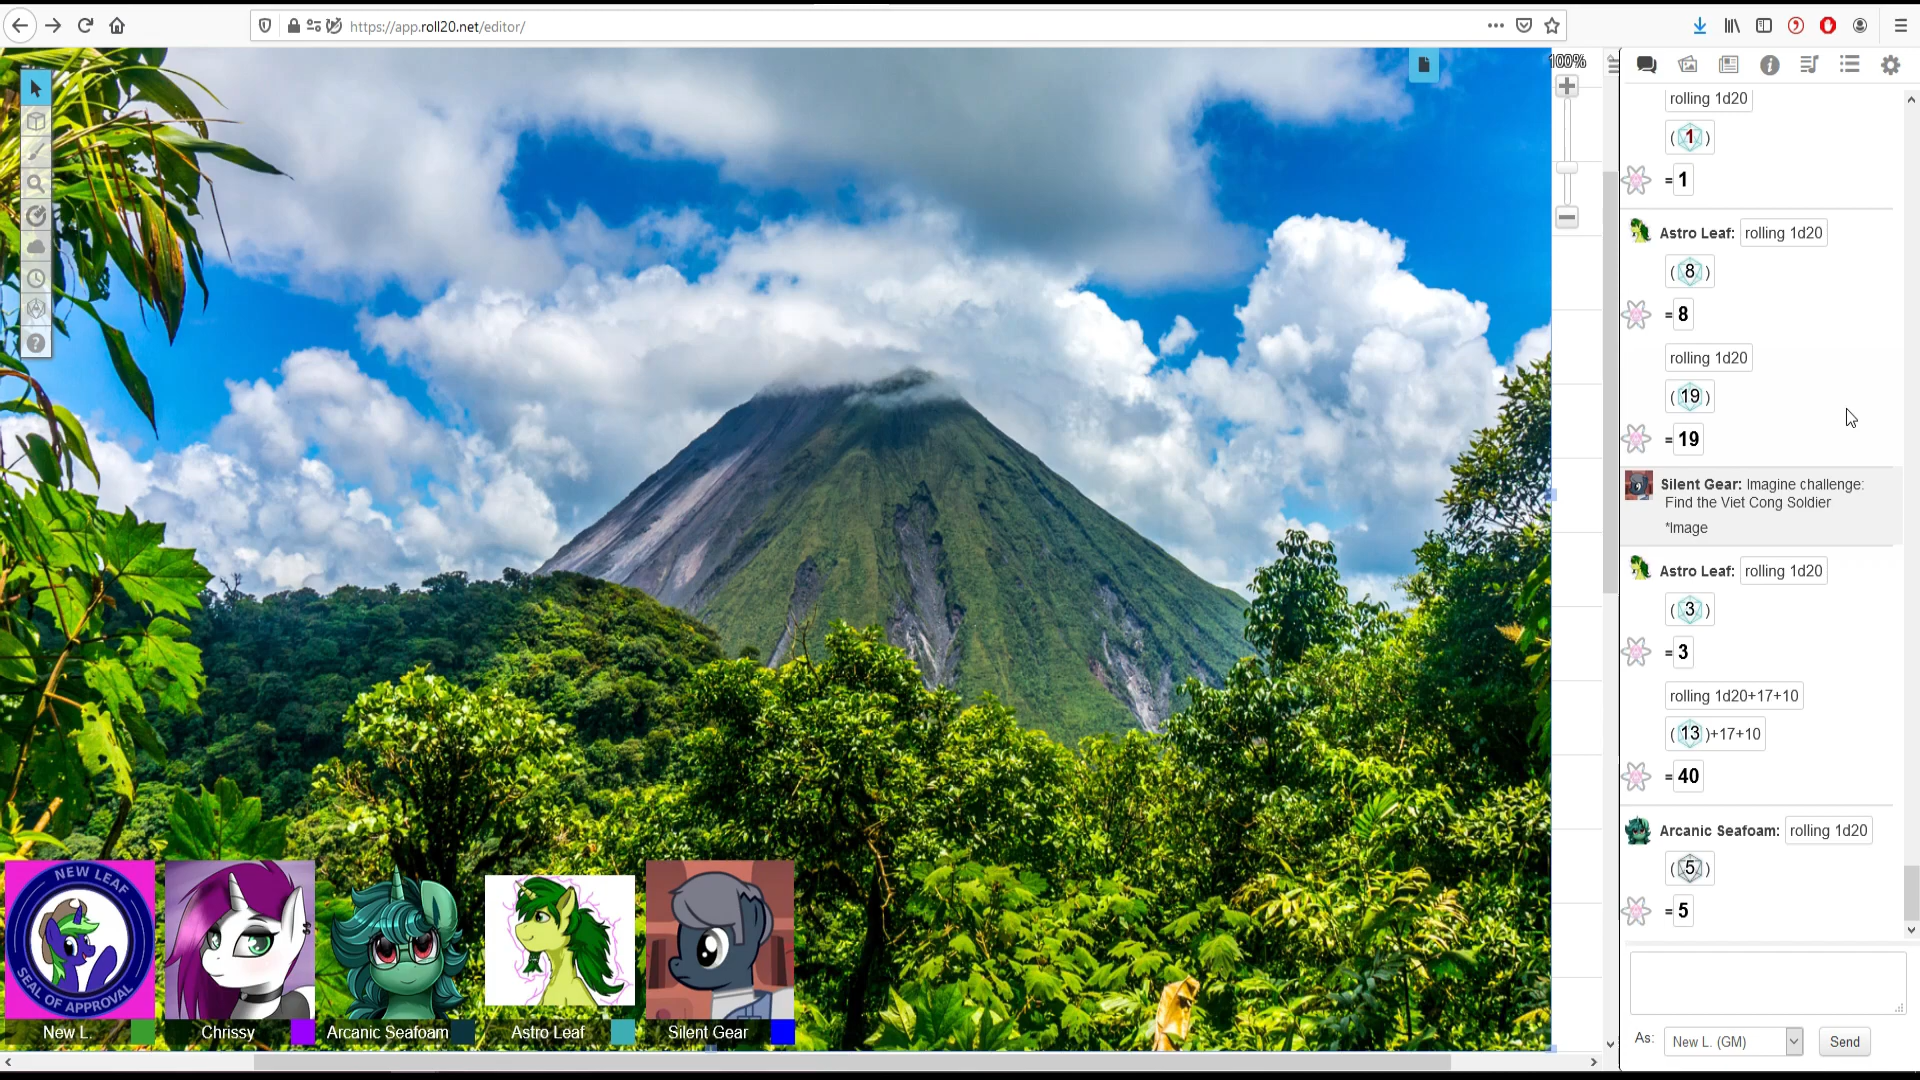 https://app.roll20.net/editor/
100%
rolling 1d20
(1)
=1
Astro Leaf: rolling 1d20
(8)
=8
rolling 1d20
(19)
=19
Silent Gear: Imagine challenge:
Find the Viet Cong Soldier
*Image
Astro Leaf: rolling 1d20
(3)
=3
rolling 1d20+17+10
(13)+17+10
=40
Arcanic Seafoam: rolling 1d20
(5)
=5
As: New L. (GM) Send
NEW LEAF
SEAL OF APPROVAL
New L.
Chrissy
Arcanic Seafoam
Astro Leaf
Silent Gear